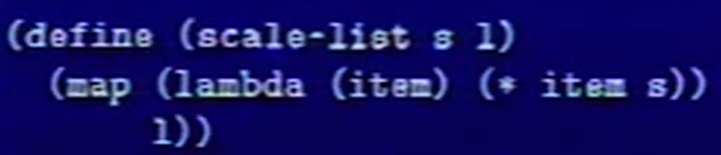 (define (scale-list s l)
(map (lambda (item) (* item s))
l))